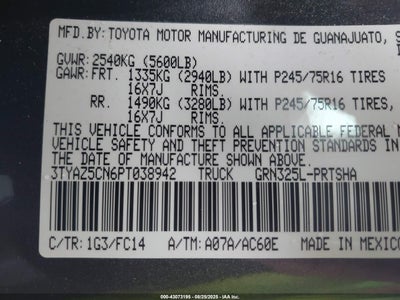 MFD.BY: TOYOTA MOTOR MANUFACTURING DE GUANAJUATO, S
GVWR: 2540KG (5600LB)
GAWR: FRT. 1335KG (2940LB) WITH P245/75R16 TIRES
16X7J RIMS.
RR. 1490KG (3280LB) WITH P245/75R16 TIRES,
16X7J RIMS.
THIS VEHICLE CONFORMS TO ALL APPLICABLE FEDERAL M
VEHICLE SAFETY AND THEFT PREVENTION STANDARDS IN
DATE OF MANUFACTURE SHOWN ABOVE.
3TYAZ5CN6PT038942 TRUCK GRN325L-PRTSHA
C/TR: 1G3/FC14 A/TM: A07A/AC60E MADE IN MEXICO
000-43073195 - 08/29/2025 - IAAI.COM